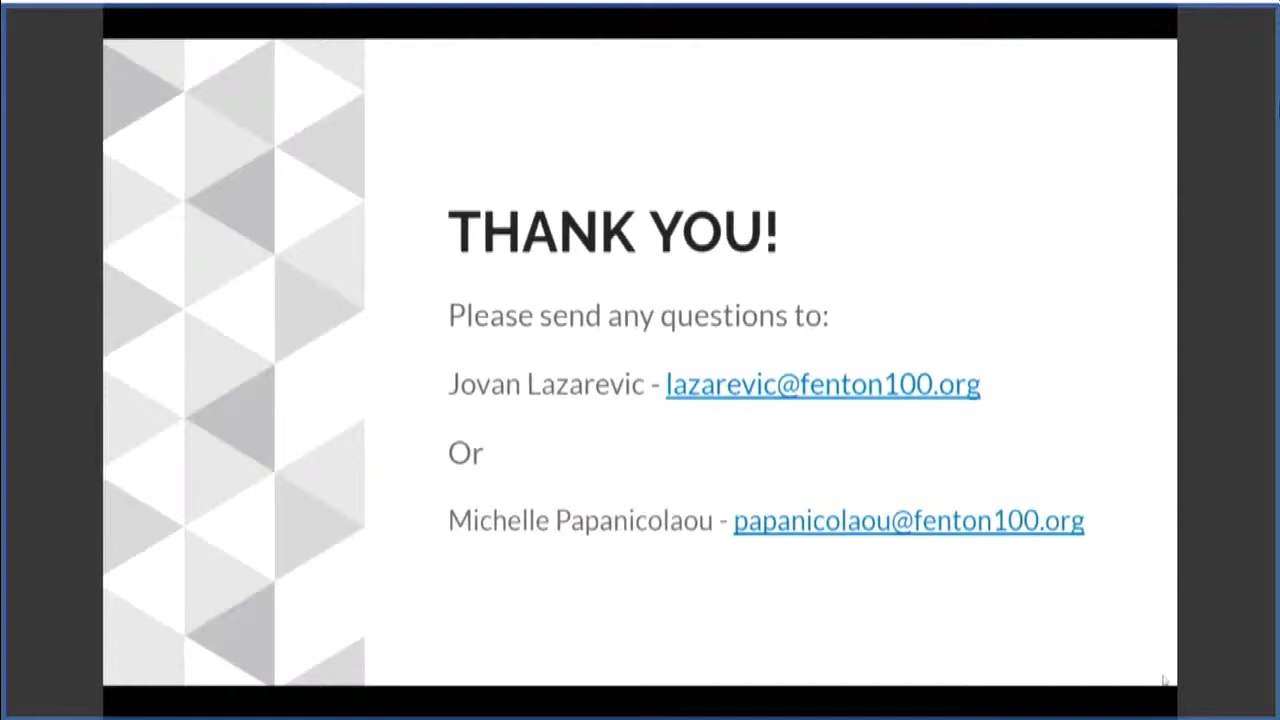 THANK YOU!
Please send any questions to:
Jovan Lazarevic - lazarevic@fenton100.org
Or
Michelle Papanicolaou - papanicolaou@fenton100.org